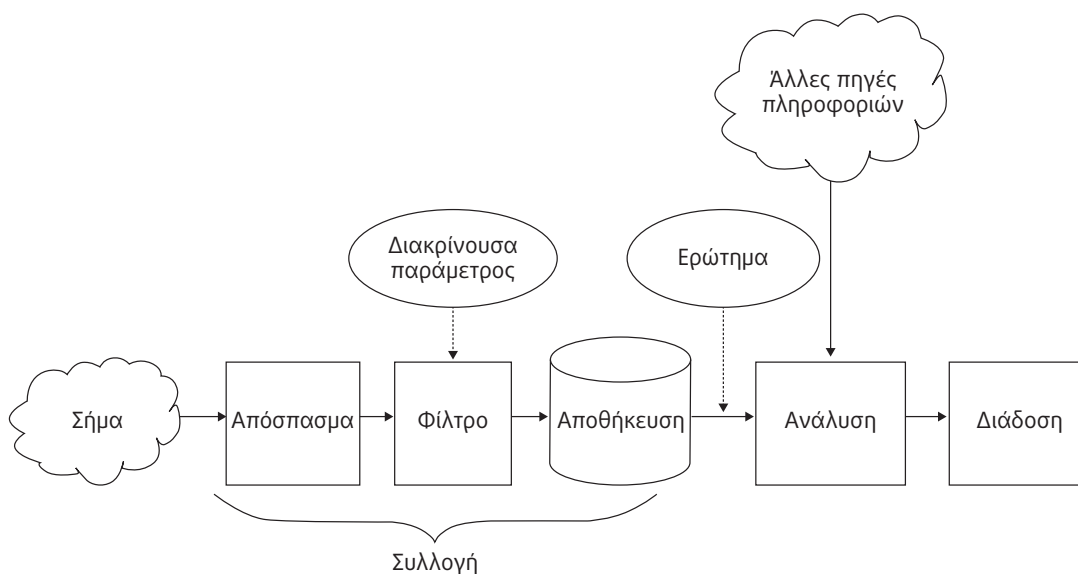 Άλλες πηγές
πληροφοριών
Διακρίνουσα
παράμετρος
Ερώτημα
Σήμα
Απόσπασμα
Φίλτρο
Αποθήκευση
Ανάλυση
Διάδοση
Συλλογή